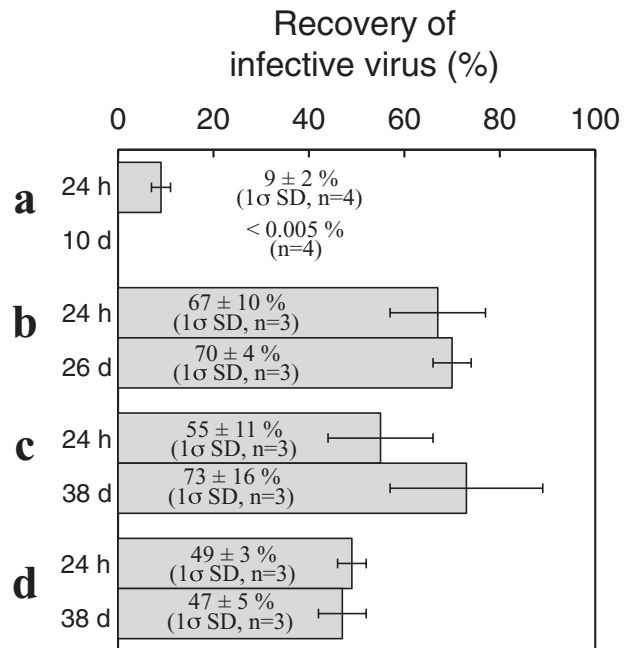 Recovery of
infective virus (%)
0 20 40 60 80 100
a
24 h
9 ± 2 %
(1σ SD, n=4)
10 d
< 0.005 %
(n=4)
b
24 h
67 ± 10 %
(1σ SD, n=3)
26 d
70 ± 4 %
(1σ SD, n=3)
c
24 h
55 ± 11 %
(1σ SD, n=3)
38 d
73 ± 16 %
(1σ SD, n=3)
d
24 h
49 ± 3 %
(1σ SD, n=3)
38 d
47 ± 5 %
(1σ SD, n=3)